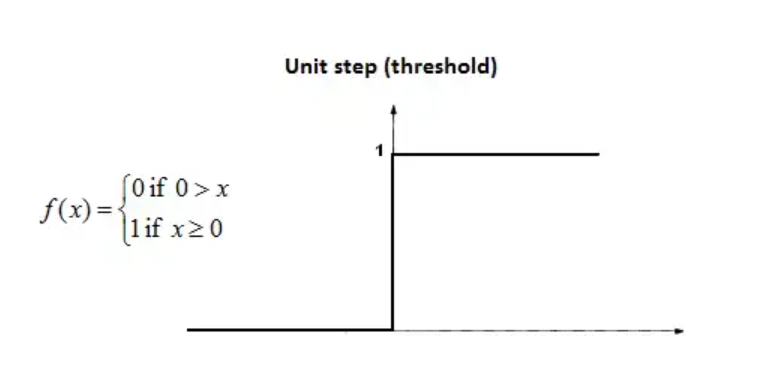 Unit step (threshold)
1
f(x)={0 if 0 > x
1 if x ≥ 0